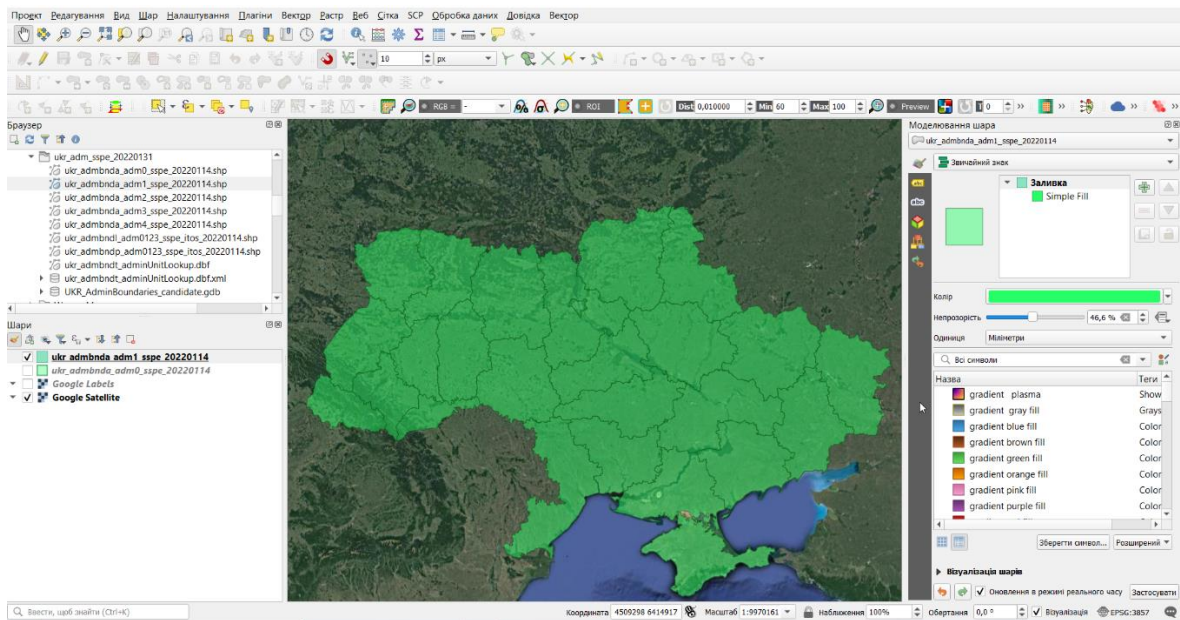 Проект Редагування Вид Шар Налаштування Плагіни Вектор Растр Веб Сітка SCP Обробка даних Довідка Вектор
10 px
RGB = - ROI Dist 0,010000 Min 60 Max 100 Preview T 0
Браузер
ukr_adm_sspe_20220131
ukr_admbnda_adm0_sspe_20220114.shp
ukr_admbnda_adm1_sspe_20220114.shp
ukr_admbnda_adm2_sspe_20220114.shp
ukr_admbnda_adm3_sspe_20220114.shp
ukr_admbnda_adm4_sspe_20220114.shp
ukr_admbndl_adm0123_sspe_itos_20220114.shp
ukr_admbndp_adm0123_sspe_itos_20220114.shp
ukr_admbndt_adminUnitLookup.dbf
ukr_admbndt_adminUnitLookup.dbf.xml
UKR_AdminBoundaries_candidate.gdb
Шари
ukr_admbnda_adm1_sspe_20220114
ukr_admbnda_adm0_sspe_20220114
Google Labels
Google Satellite
Моделювання шара
ukr_admbnda_adm1_sspe_20220114
Звичайний знак
abc
abc
Заливка
Simple Fill
Колір
Непрозорість 46,6 %
Одиниця Міліметри
Всі символи
Назва Теги
gradient plasma Show
gradient gray fill Grays
gradient blue fill Color
gradient brown fill Color
gradient green fill Color
gradient orange fill Color
gradient pink fill Color
gradient purple fill Color
Зберегти символ... Розширений
Візуалізація шарів
Оновлення в режимі реального часу Застосувати
Ввести, щоб знайти (Ctrl+K) Координата 4509298 6414917 Масштаб 1:9970161 Наближення 100% Обертання 0,0 ° Візуалізація EPSG:3857